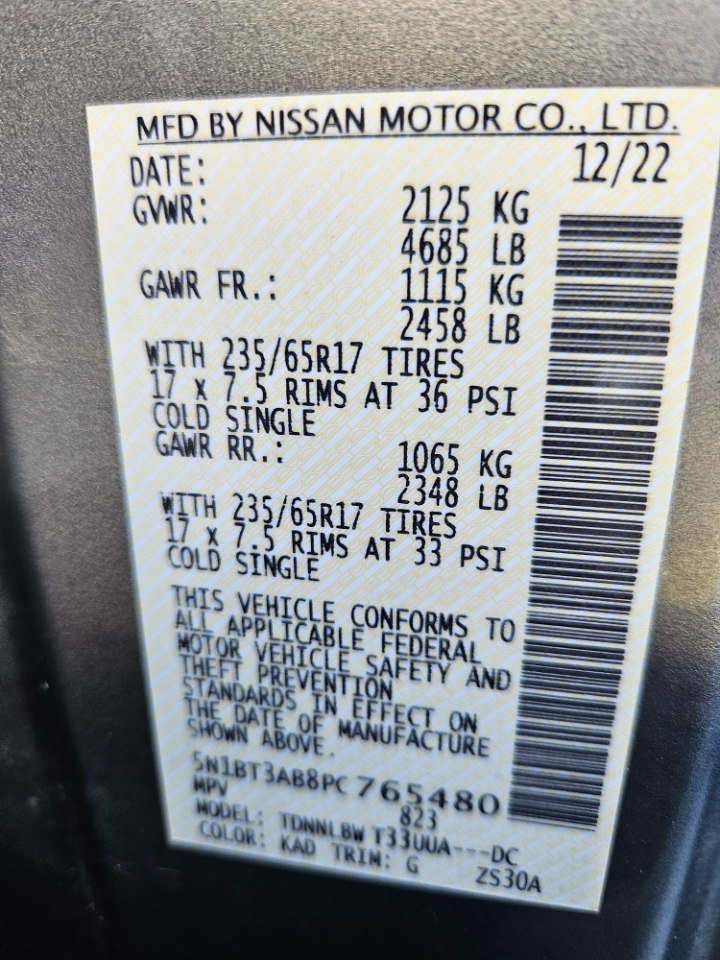 MFD BY NISSAN MOTOR CO., LTD.
DATE: 12/22
GVWR: 2125 KG
4685 LB
GAWR FR.: 1115 KG
2458 LB
WITH 235/65R17 TIRES
17 x 7.5 RIMS AT 36 PSI
COLD SINGLE
GAWR RR.: 1065 KG
2348 LB
WITH 235/65R17 TIRES
17 x 7.5 RIMS AT 33 PSI
COLD SINGLE
THIS VEHICLE CONFORMS TO
ALL APPLICABLE FEDERAL
MOTOR VEHICLE SAFETY AND
THEFT PREVENTION
STANDARDS IN EFFECT ON
THE DATE OF MANUFACTURE
SHOWN ABOVE.
5N1BT3AB8PC765480
MPV 823
MODEL: TDNNLBW T33UUA---DC
COLOR: KAD TRIM: G ZS30A